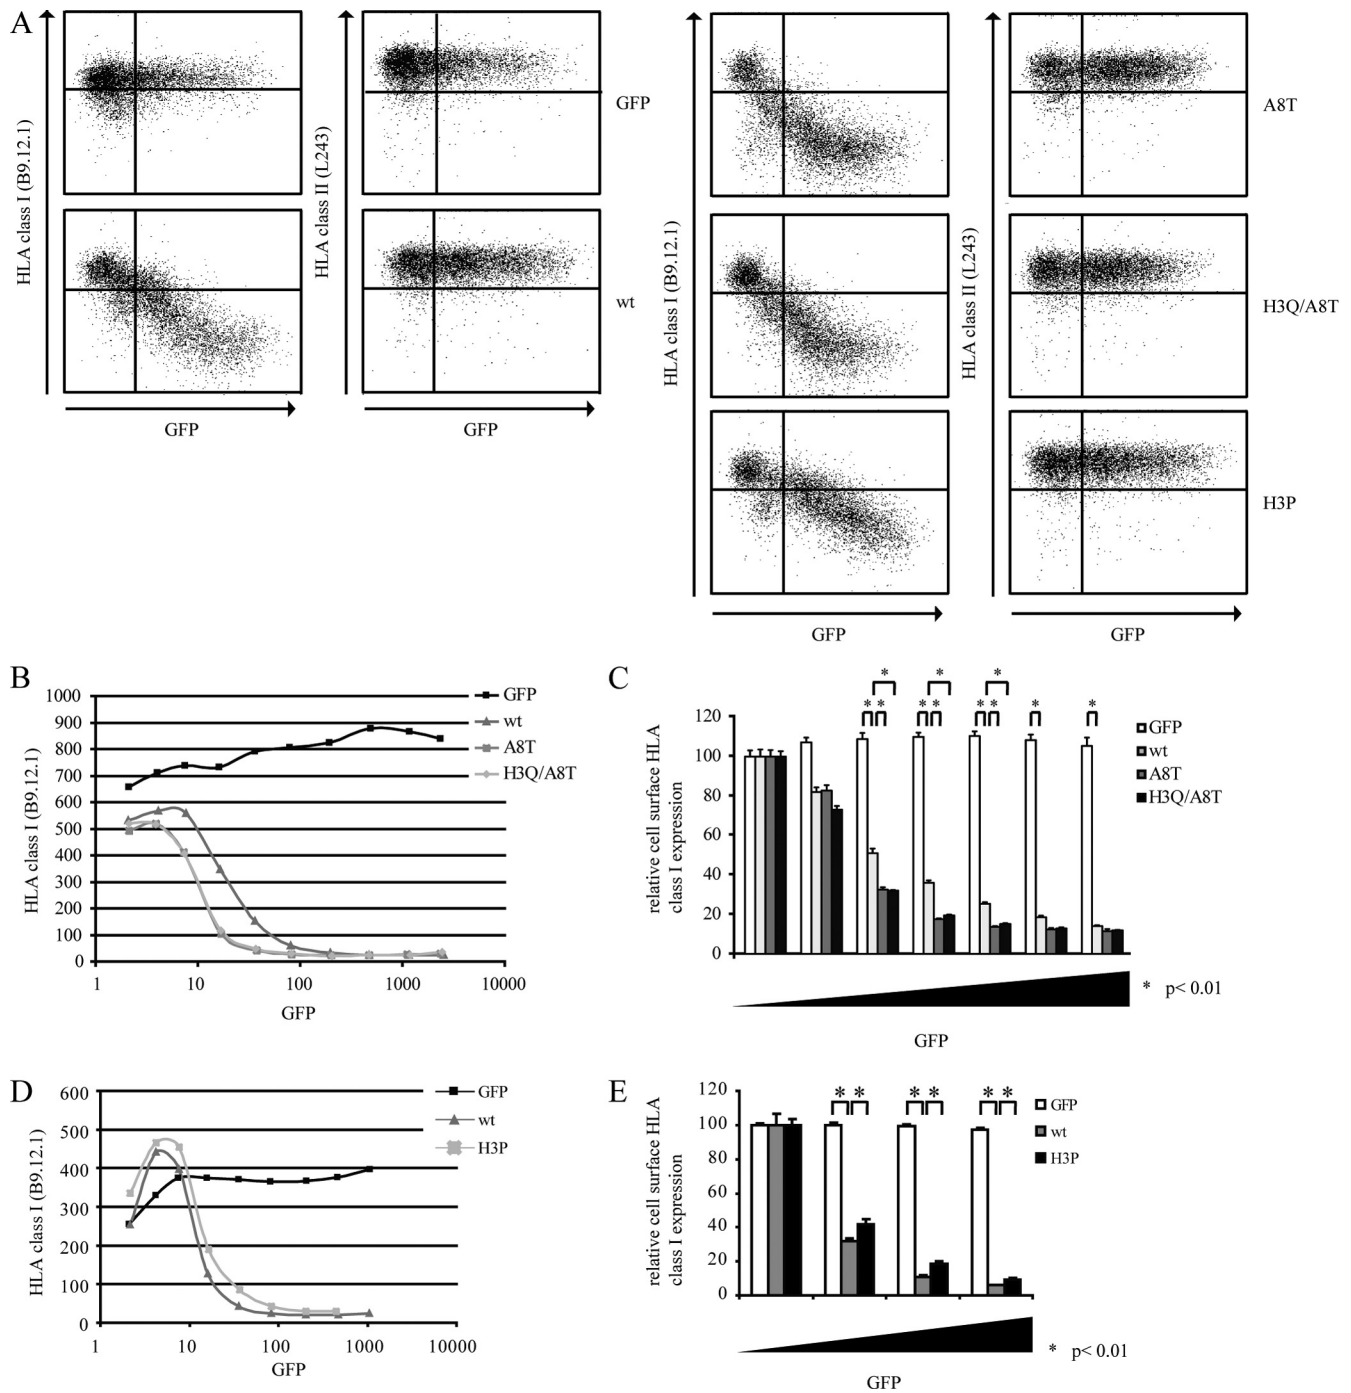 A
HLA class I (B9.12.1)
HLA class II (L243)
GFP
wt
GFP
GFP
HLA class I (B9.12.1)
HLA class II (L243)
A8T
H3Q/A8T
H3P
GFP
GFP
B
HLA class I (B9.12.1)
1000
900
800
700
600
500
400
300
200
100
0
1
10
100
1000
10000
GFP
GFP
wt
A8T
H3Q/A8T
C
relative cell surface HLA
class I expression
120
100
80
60
40
20
0
*
*
*
* *
* *
* *
*
*
GFP
wt
A8T
H3Q/A8T
* p< 0.01
GFP
D
HLA class I (B9.12.1)
600
500
400
300
200
100
0
1
10
100
1000
10000
GFP
GFP
wt
H3P
E
relative cell surface HLA
class I expression
120
100
80
60
40
20
0
* *
* *
* *
GFP
wt
H3P
* p< 0.01
GFP